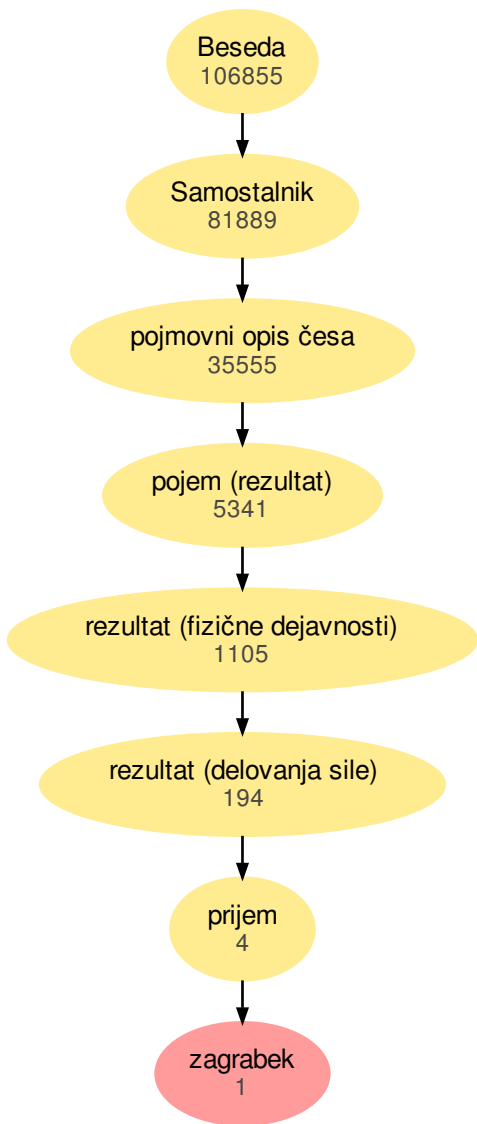 Beseda
106855
Samostalnik
81889
pojmovni opis česa
35555
pojem (rezultat)
5341
rezultat (fizične dejavnosti)
1105
rezultat (delovanja sile)
194
prijem
4
zagrabek
1